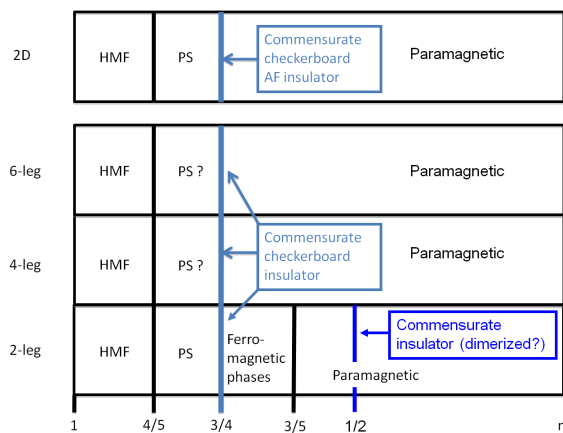 2D
HMF
PS
Commensurate
checkerboard
AF insulator
Paramagnetic
6-leg
HMF
PS ?
Paramagnetic
4-leg
HMF
PS ?
Commensurate
checkerboard
insulator
Paramagnetic
2-leg
HMF
PS
Ferro-
magnetic
phases
Commensurate
insulator (dimerized?)
Paramagnetic
1
4/5
3/4
3/5
1/2